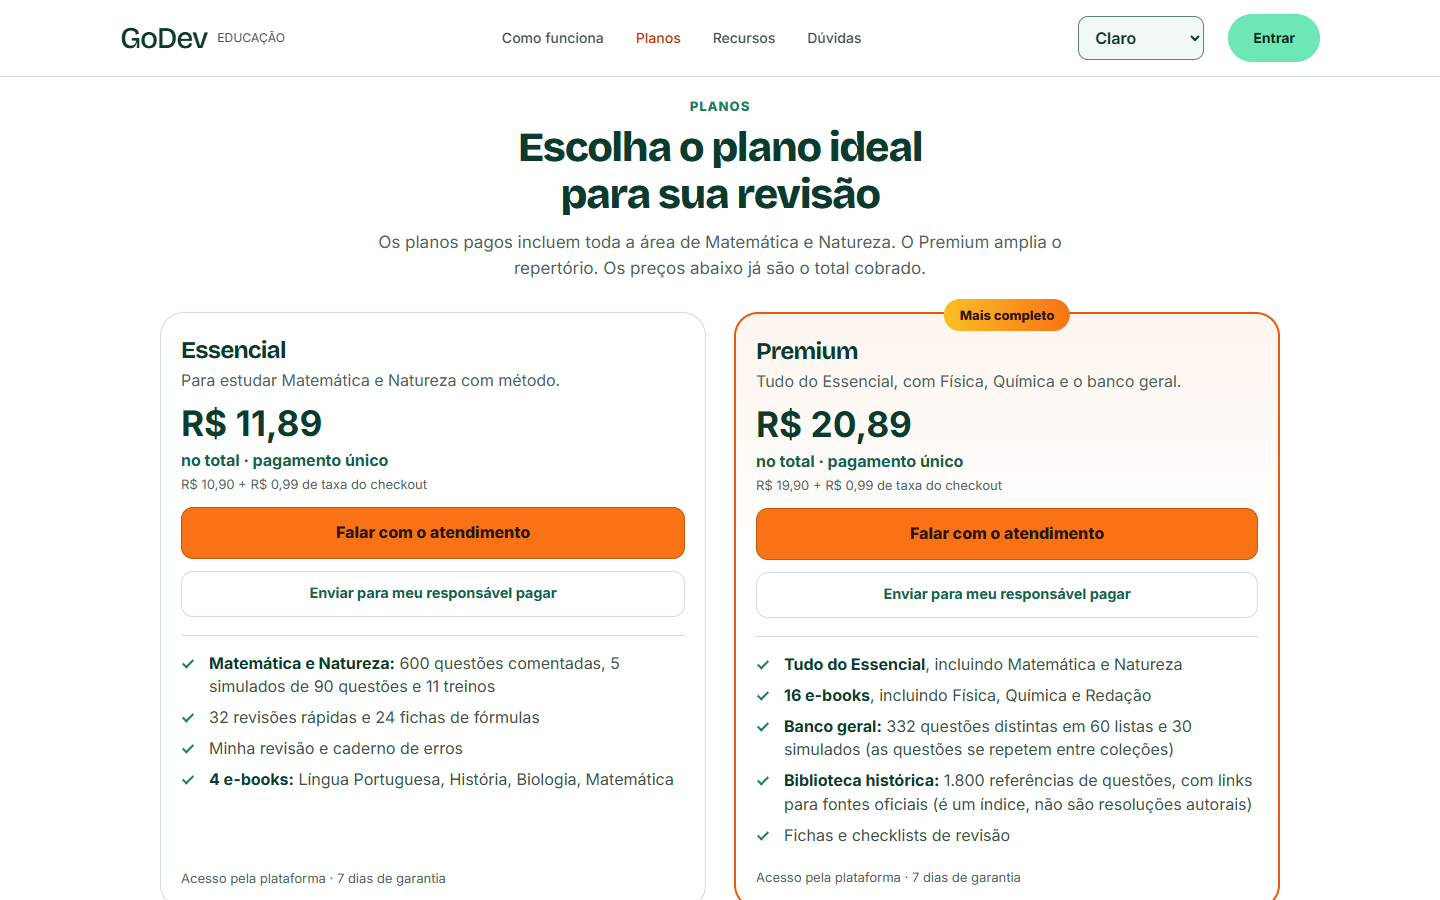 GoDev EDUCAÇÃO
Como funciona
Planos
Recursos
Dúvidas
Claro
Entrar
PLANOS
Escolha o plano ideal
para sua revisão
Os planos pagos incluem toda a área de Matemática e Natureza. O Premium amplia o
repertório. Os preços abaixo já são o total cobrado.
Essencial
Para estudar Matemática e Natureza com método.
R$ 11,89
no total · pagamento único
R$ 10,90 + R$ 0,99 de taxa do checkout
Falar com o atendimento
Enviar para meu responsável pagar
Matemática e Natureza: 600 questões comentadas, 5
simulados de 90 questões e 11 treinos
32 revisões rápidas e 24 fichas de fórmulas
Minha revisão e caderno de erros
4 e-books: Língua Portuguesa, História, Biologia, Matemática
Acesso pela plataforma · 7 dias de garantia
Mais completo
Premium
Tudo do Essencial, com Física, Química e o banco geral.
R$ 20,89
no total · pagamento único
R$ 19,90 + R$ 0,99 de taxa do checkout
Falar com o atendimento
Enviar para meu responsável pagar
Tudo do Essencial, incluindo Matemática e Natureza
16 e-books, incluindo Física, Química e Redação
Banco geral: 332 questões distintas em 60 listas e 30
simulados (as questões se repetem entre coleções)
Biblioteca histórica: 1.800 referências de questões, com links
para fontes oficiais (é um índice, não são resoluções autorais)
Fichas e checklists de revisão
Acesso pela plataforma · 7 dias de garantia